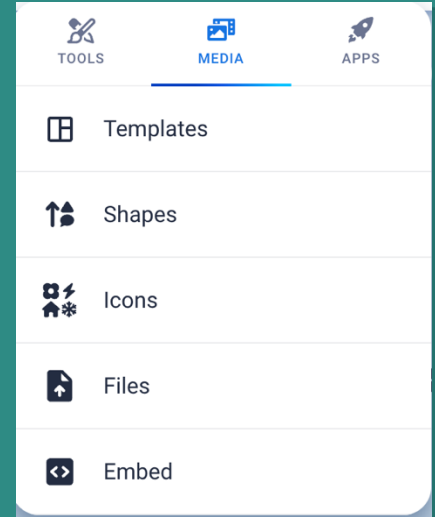 TOOLS
MEDIA
APPS
Templates
Shapes
Icons
Files
Embed